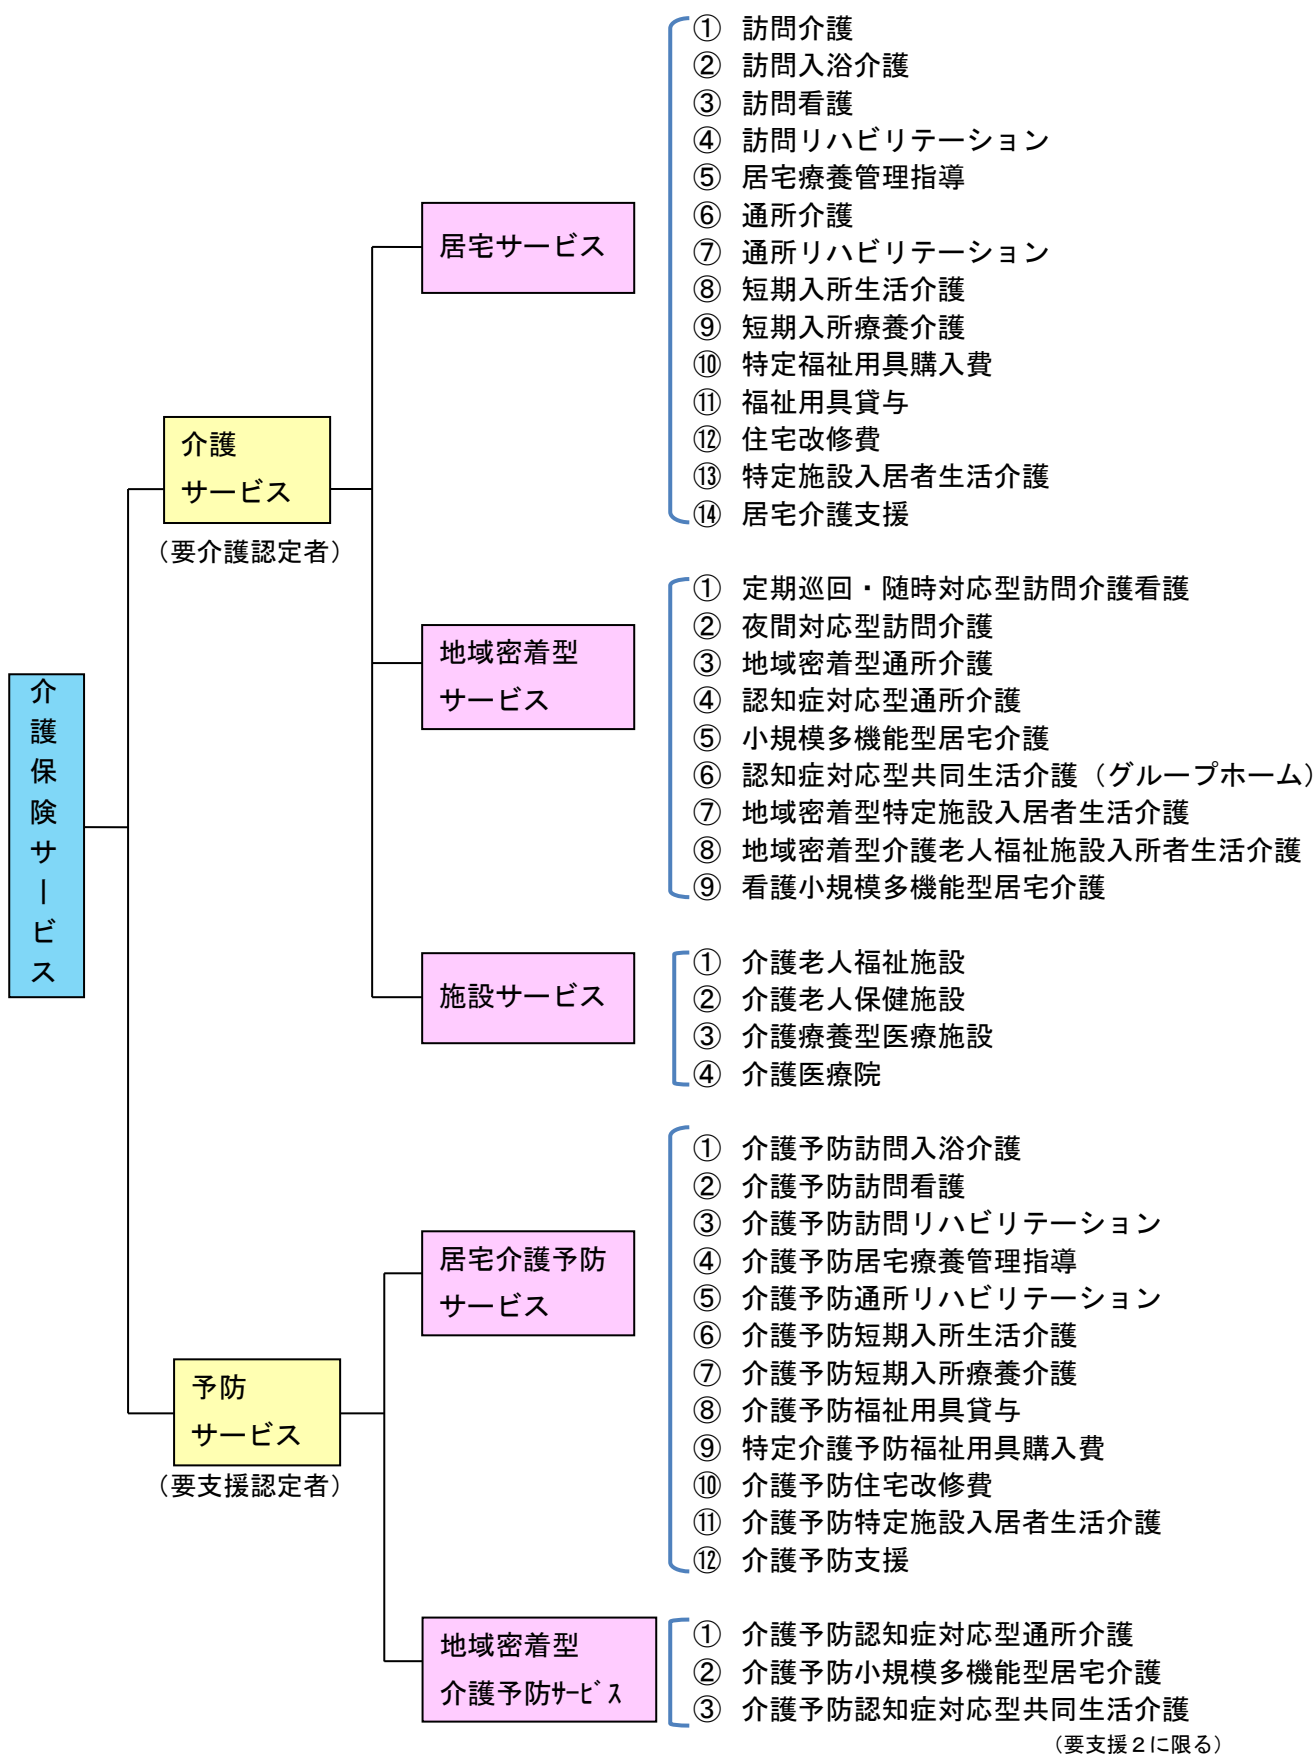 介護保険サービス
介護
サービス
（要介護認定者）
居宅サービス
① 訪問介護
② 訪問入浴介護
③ 訪問看護
④ 訪問リハビリテーション
⑤ 居宅療養管理指導
⑥ 通所介護
⑦ 通所リハビリテーション
⑧ 短期入所生活介護
⑨ 短期入所療養介護
⑩ 特定福祉用具購入費
⑪ 福祉用具貸与
⑫ 住宅改修費
⑬ 特定施設入居者生活介護
⑭ 居宅介護支援
地域密着型
サービス
① 定期巡回・随時対応型訪問介護看護
② 夜間対応型訪問介護
③ 地域密着型通所介護
④ 認知症対応型通所介護
⑤ 小規模多機能型居宅介護
⑥ 認知症対応型共同生活介護（グループホーム）
⑦ 地域密着型特定施設入居者生活介護
⑧ 地域密着型介護老人福祉施設入所者生活介護
⑨ 看護小規模多機能型居宅介護
施設サービス
① 介護老人福祉施設
② 介護老人保健施設
③ 介護療養型医療施設
④ 介護医療院
予防
サービス
（要支援認定者）
居宅介護予防
サービス
① 介護予防訪問入浴介護
② 介護予防訪問看護
③ 介護予防訪問リハビリテーション
④ 介護予防居宅療養管理指導
⑤ 介護予防通所リハビリテーション
⑥ 介護予防短期入所生活介護
⑦ 介護予防短期入所療養介護
⑧ 介護予防福祉用具貸与
⑨ 特定介護予防福祉用具購入費
⑩ 介護予防住宅改修費
⑪ 介護予防特定施設入居者生活介護
⑫ 介護予防支援
地域密着型
介護予防ｻｰﾋﾞｽ
① 介護予防認知症対応型通所介護
② 介護予防小規模多機能型居宅介護
③ 介護予防認知症対応型共同生活介護
（要支援２に限る）